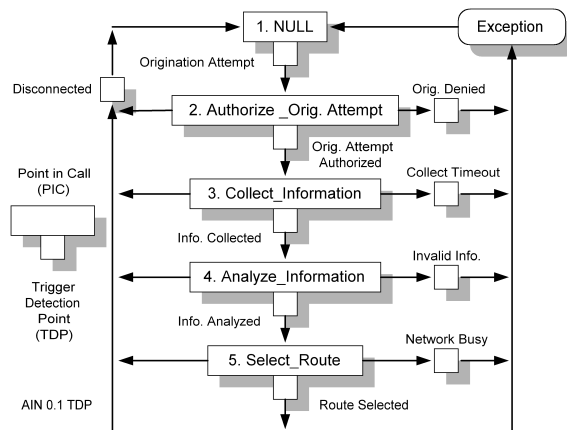 1. NULL
Exception
Origination Attempt
Disconnected
Orig. Denied
2. Authorize _Orig. Attempt
Orig. Attempt
Authorized
Point in Call
(PIC)
Collect Timeout
3. Collect_Information
Info. Collected
Invalid Info.
4. Analyze_Information
Trigger
Detection
Point
(TDP)
Info. Analyzed
Network Busy
5. Select_Route
AIN 0.1 TDP
Route Selected